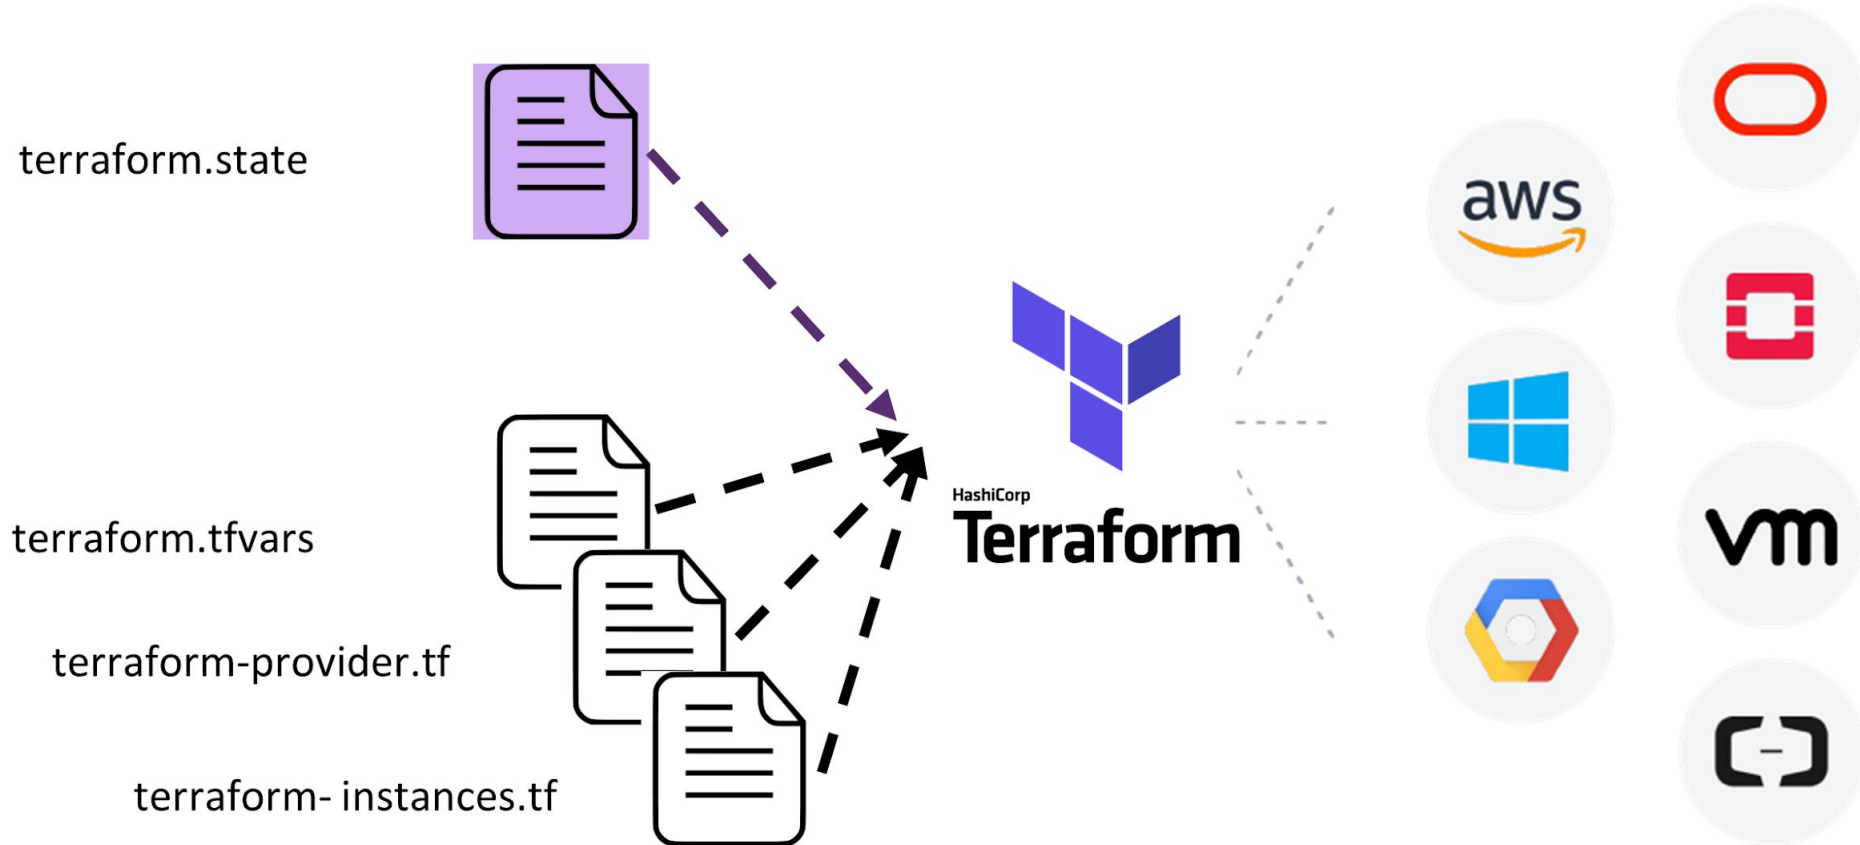 terraform.state
aws
HashiCorp
Terraform
terraform.tfvars
vm
terraform-provider.tf
terraform- instances.tf